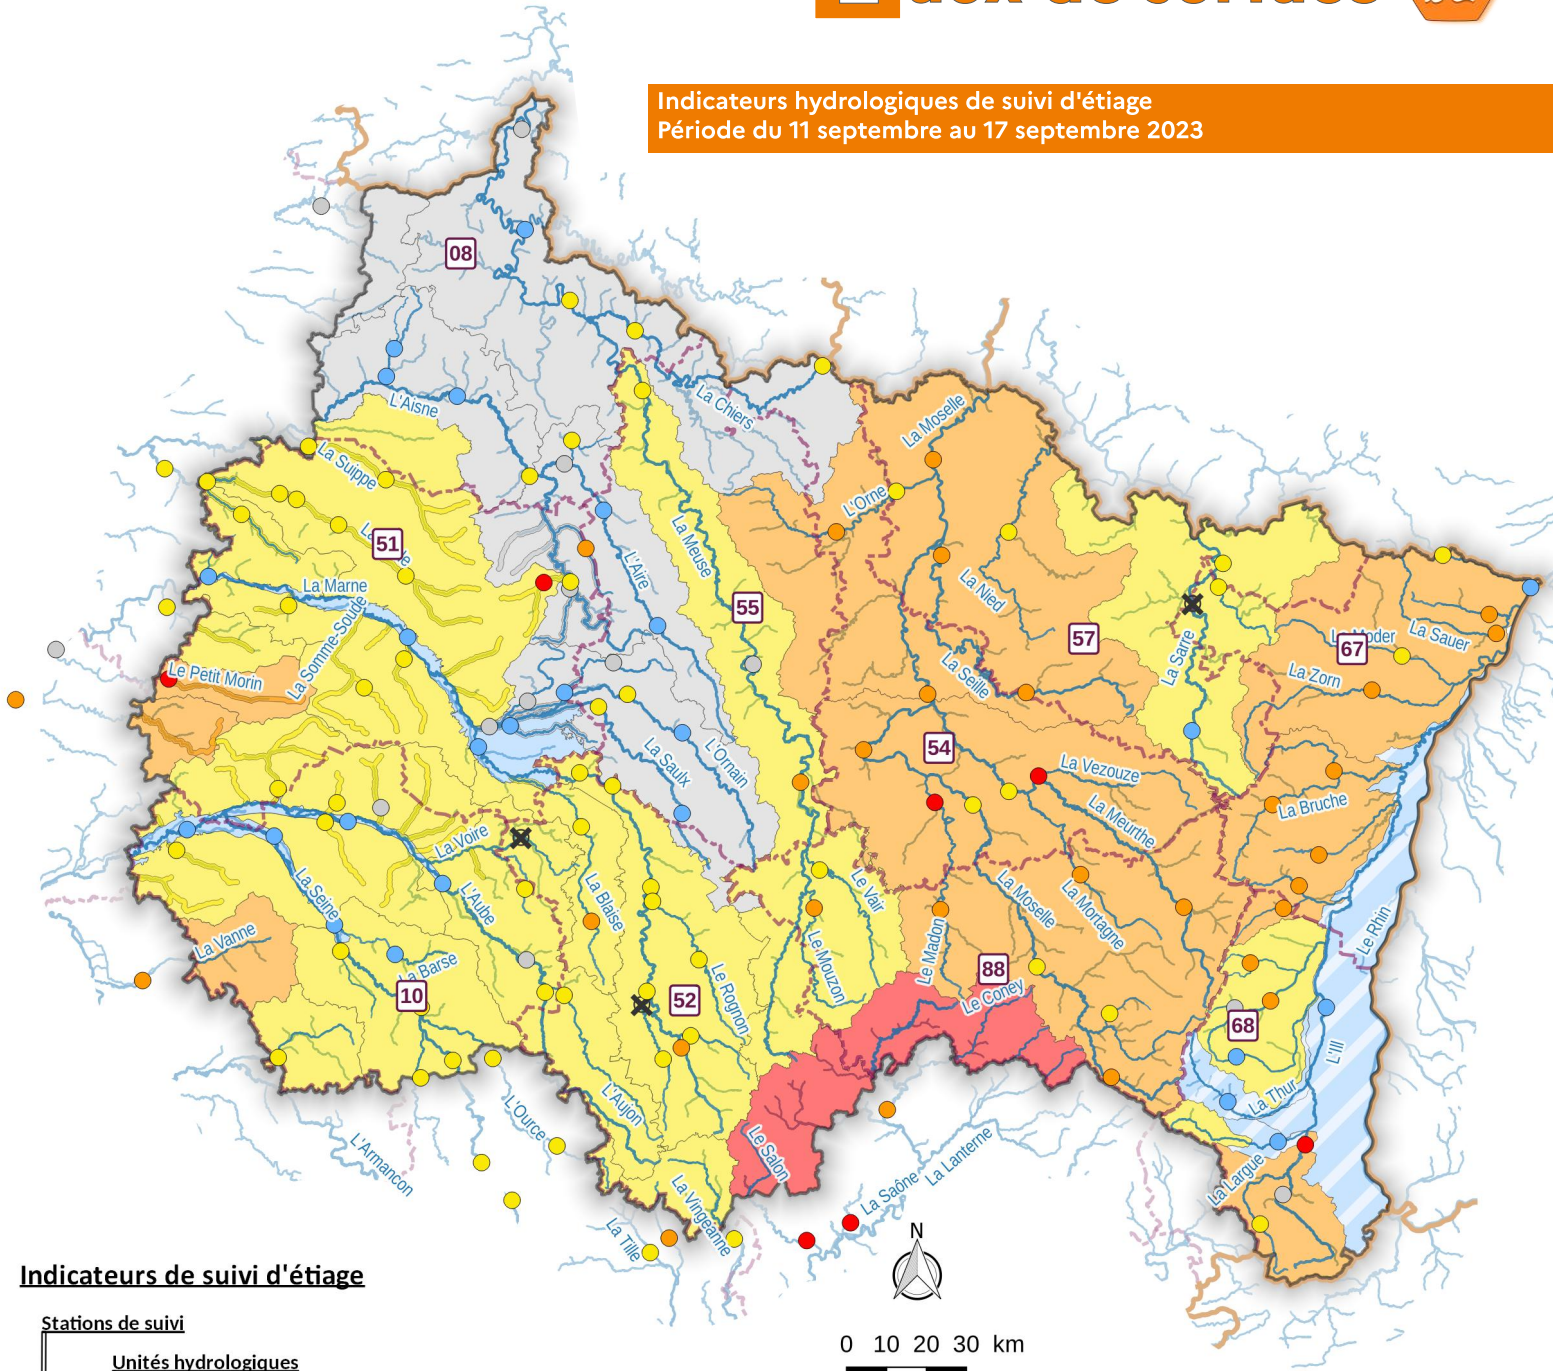 Indicateurs hydrologiques de suivi d'étiage
Période du 11 septembre au 17 septembre 2023
08
La Chiers
L'Aisne
La Moselle
La Suippe
L'Orne
51
La Meuse
L'Aire
La Nied
La Marne
55
57
67
La Sauer
La Somme-Soude
La Sarre
La Zorn
Le Petit Morin
La Seille
54
La Saulx
L'Ornain
La Vezouze
La Meurthe
La Bruche
La Voire
La Seine
L'Aube
La Blaise
Le Vair
La Moselle
La Mortagne
La Vanne
Le Rhin
La Barse
10
52
Le Rognon
Le Mouzon
Le Madon
88
Le Coney
68
L'Ill
La Thur
L'Aujon
L'Ource
L'Armançon
Le Salon
La Lanterne
La Saône
La Largue
La Vingeanne
La Tille
N
Indicateurs de suivi d'étiage
Stations de suivi
Unités hydrologiques
0 10 20 30 km